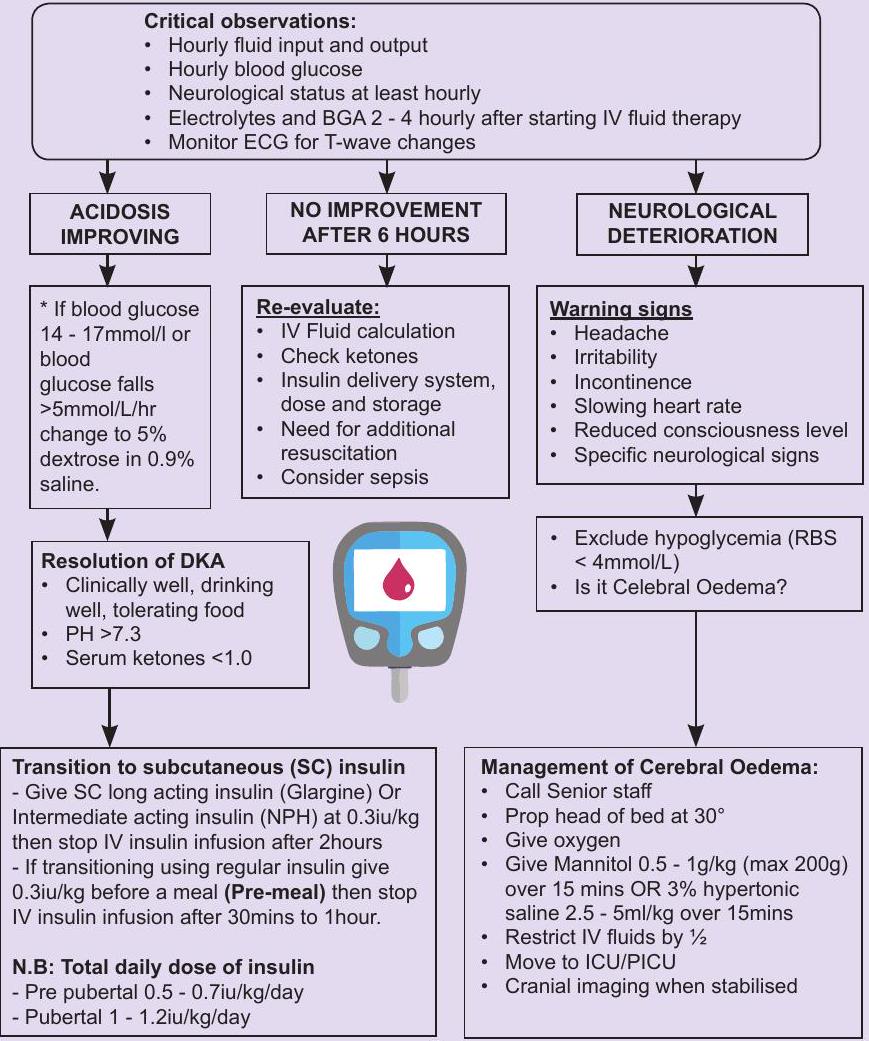 Critical observations:
• Hourly fluid input and output
• Hourly blood glucose
• Neurological status at least hourly
• Electrolytes and BGA 2 - 4 hourly after starting IV fluid therapy
• Monitor ECG for T-wave changes
ACIDOSIS
IMPROVING
NO IMPROVEMENT
AFTER 6 HOURS
NEUROLOGICAL
DETERIORATION
* If blood glucose
14 - 17mmol/l or
blood
glucose falls
>5mmol/L/hr
change to 5%
dextrose in 0.9%
saline.
Re-evaluate:
• IV Fluid calculation
• Check ketones
• Insulin delivery system,
dose and storage
• Need for additional
resuscitation
• Consider sepsis
Warning signs
• Headache
• Irritability
• Incontinence
• Slowing heart rate
• Reduced consciousness level
• Specific neurological signs
Resolution of DKA
• Clinically well, drinking
well, tolerating food
• PH >7.3
• Serum ketones <1.0
• Exclude hypoglycemia (RBS
< 4mmol/L)
• Is it Celebral Oedema?
Transition to subcutaneous (SC) insulin
- Give SC long acting insulin (Glargine) Or
Intermediate acting insulin (NPH) at 0.3iu/kg
then stop IV insulin infusion after 2hours
- If transitioning using regular insulin give
0.3iu/kg before a meal (Pre-meal) then stop
IV insulin infusion after 30mins to 1hour.
N.B: Total daily dose of insulin
- Pre pubertal 0.5 - 0.7iu/kg/day
- Pubertal 1 - 1.2iu/kg/day
Management of Cerebral Oedema:
• Call Senior staff
• Prop head of bed at 30°
• Give oxygen
• Give Mannitol 0.5 - 1g/kg (max 200g)
over 15 mins OR 3% hypertonic
saline 2.5 - 5ml/kg over 15mins
• Restrict IV fluids by ½
• Move to ICU/PICU
• Cranial imaging when stabilised